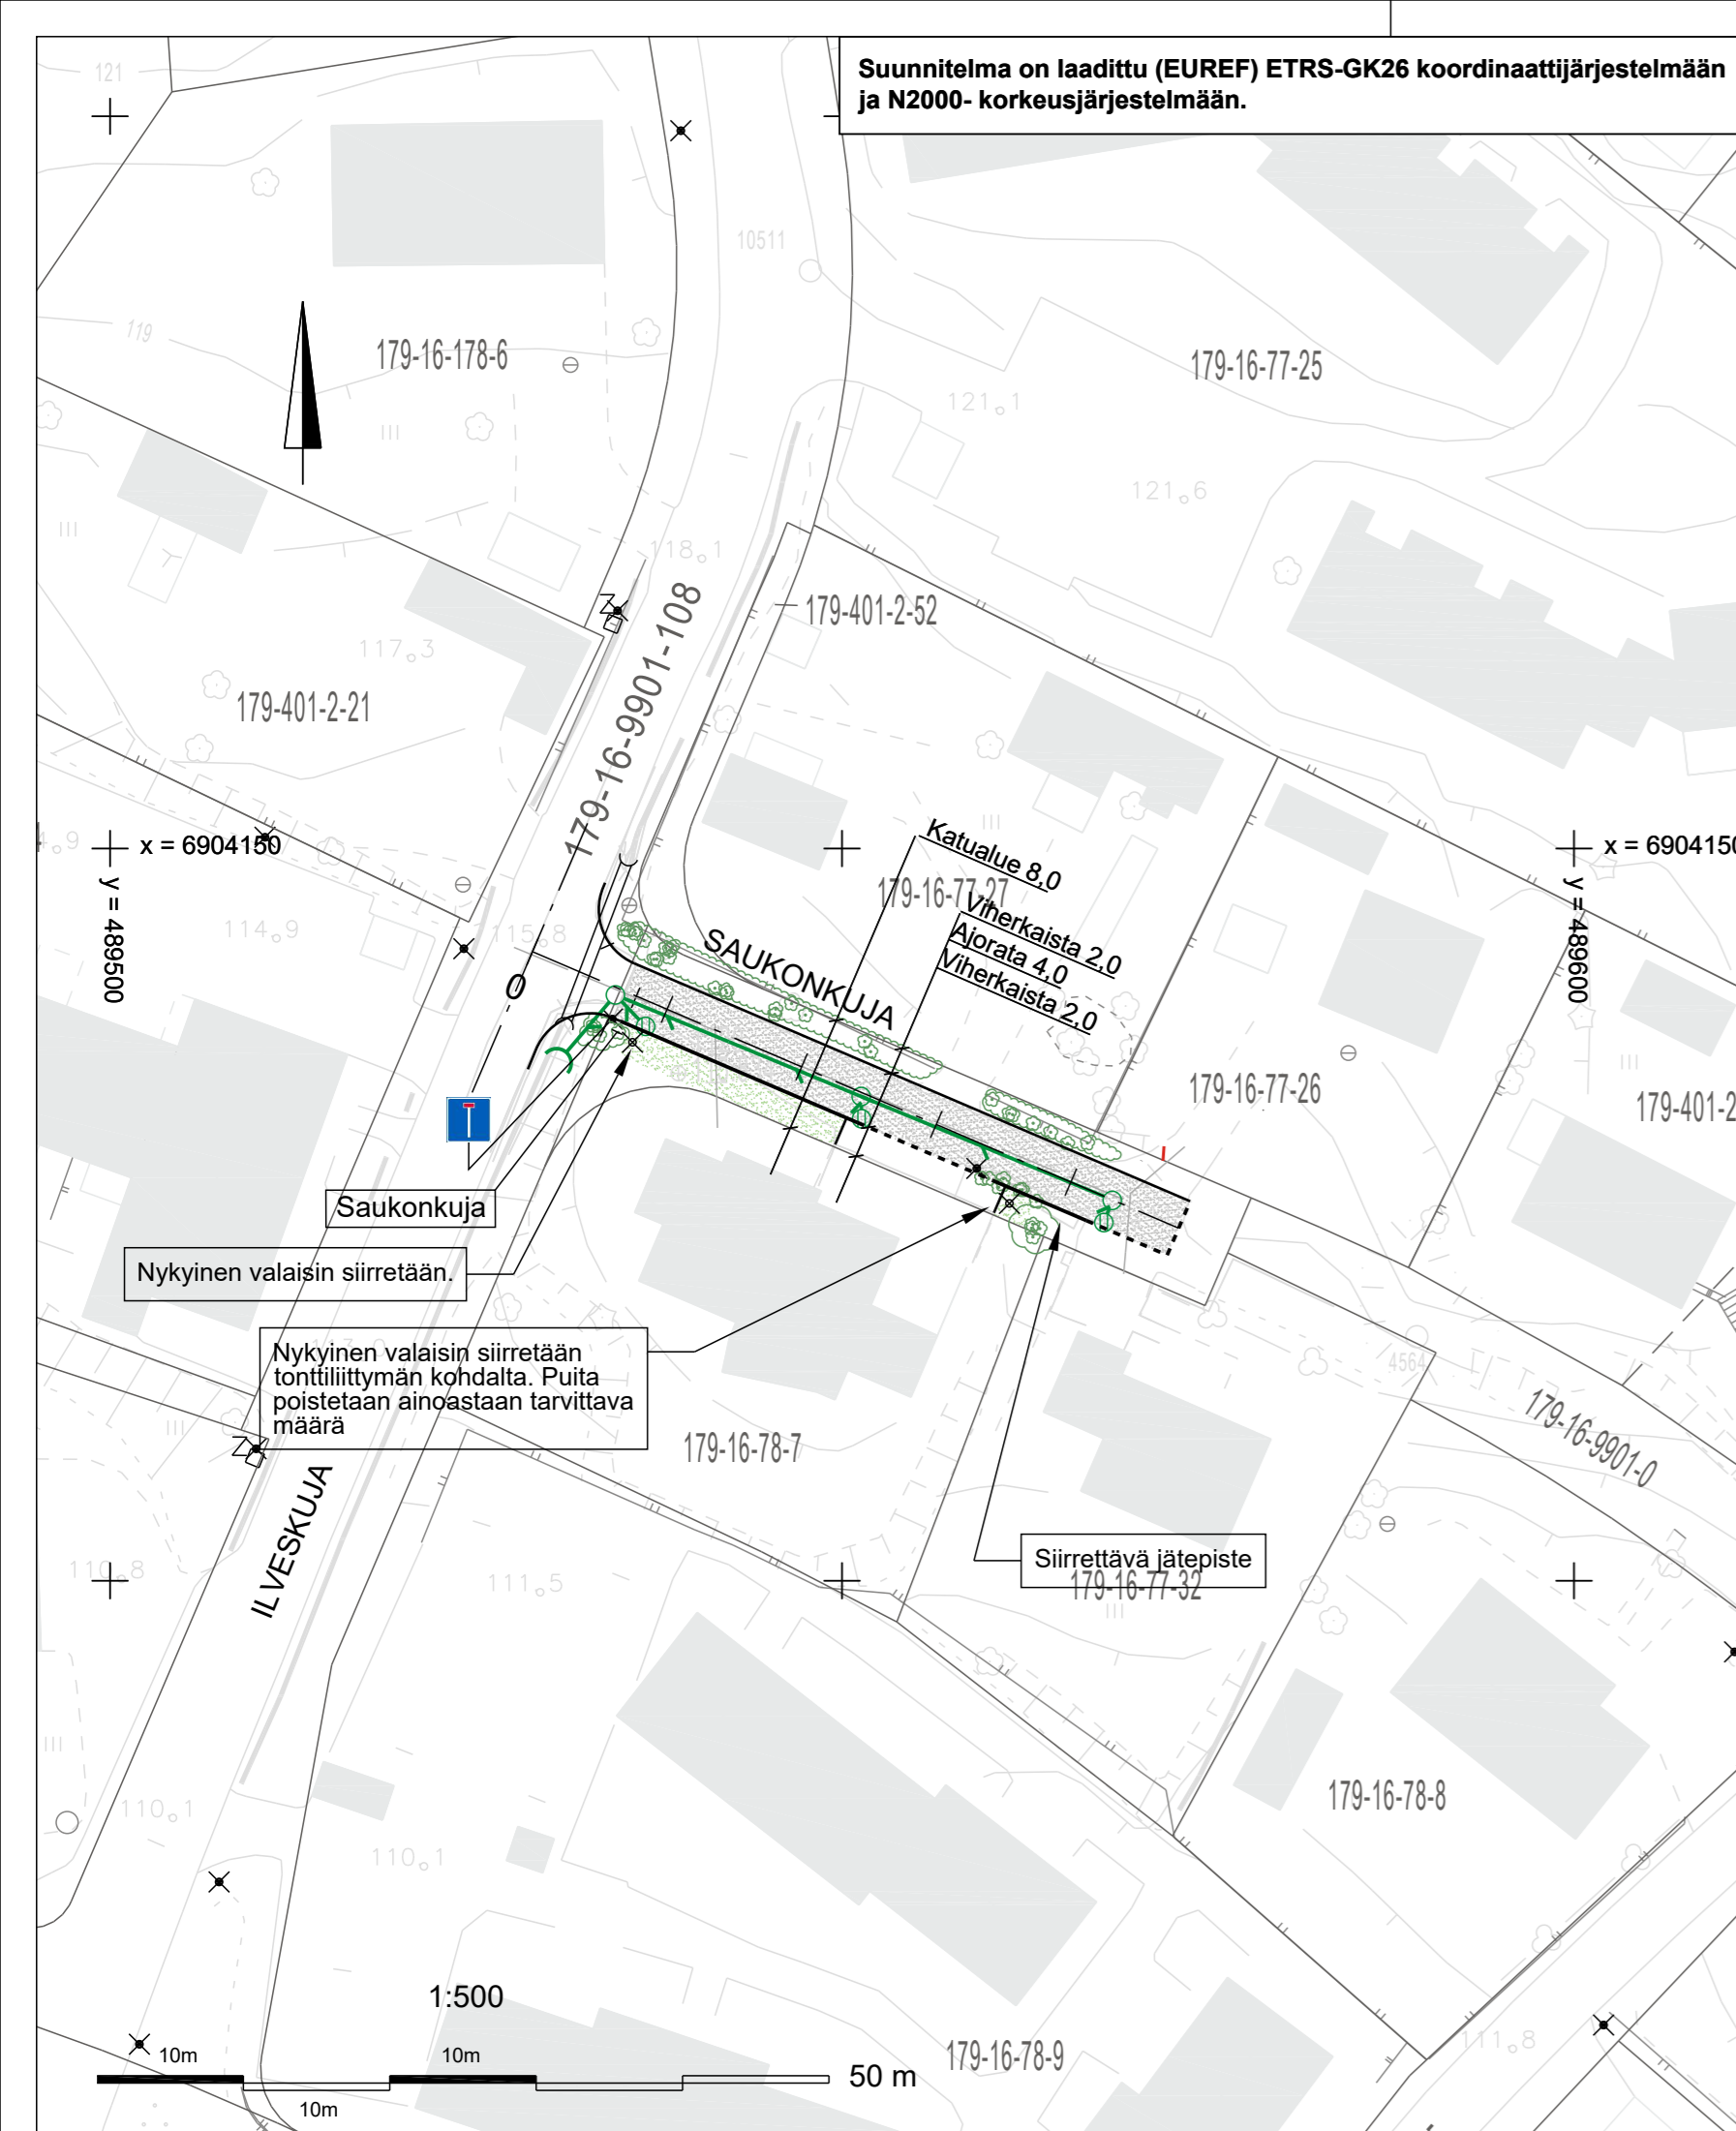 Suunnitelma on laadittu (EUREF) ETRS-GK26 koordinaattijärjestelmään
ja N2000- korkeusjärjestelmään.
121
10511
119
179-16-178-6
179-16-77-25
121.1
121.6
118.1
179-401-2-52
117.3
179-16-9901-108
179-401-2-21
x = 6904150
y = 489500
Katualue 8,0
179-16-77-27
x = 6904150
y = 489600
Viherkaista 2,0
Ajorata 4,0
Viherkaista 2,0
114.9
115.8
SAUKONKUJA
0
179-16-77-26
179-401-2
Saukonkuja
Nykyinen valaisin siirretään.
Nykyinen valaisin siirretään
tonttiliittymän kohdalta. Puita
poistetaan ainoastaan tarvittava
määrä
4564
179-16-9901-0
179-16-78-7
ILVESKUJA
Siirrettävä jätepiste
179-16-77-32
110.8
111.5
179-16-78-8
110.1
110.1
1:500
10m
10m
10m
50 m
179-16-78-9
111.8